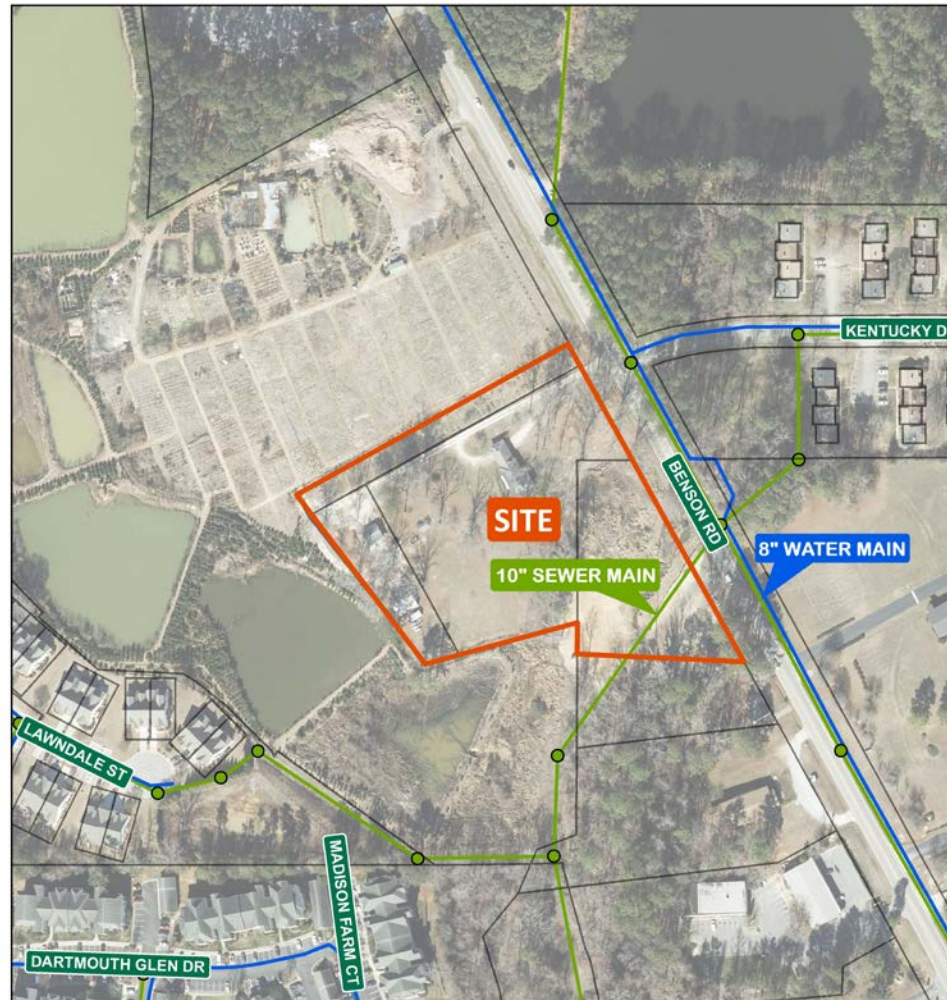 KENTUCKY D
BENSON RD
SITE
8" WATER MAIN
10" SEWER MAIN
LAWNDALE ST
MADISON FARM CT
DARTMOUTH GLEN DR